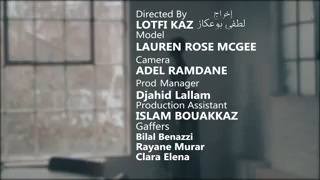 Directed By إخراج
LOTFI KAZ لطفي بوعكاز
Model
LAUREN ROSE MCGEE
Camera
ADEL RAMDANE
Prod Manager
Djahid Lallam
Production Assistant
ISLAM BOUAKKAZ
Gaffers
Bilal Benazzi
Rayane Murar
Clara Elena